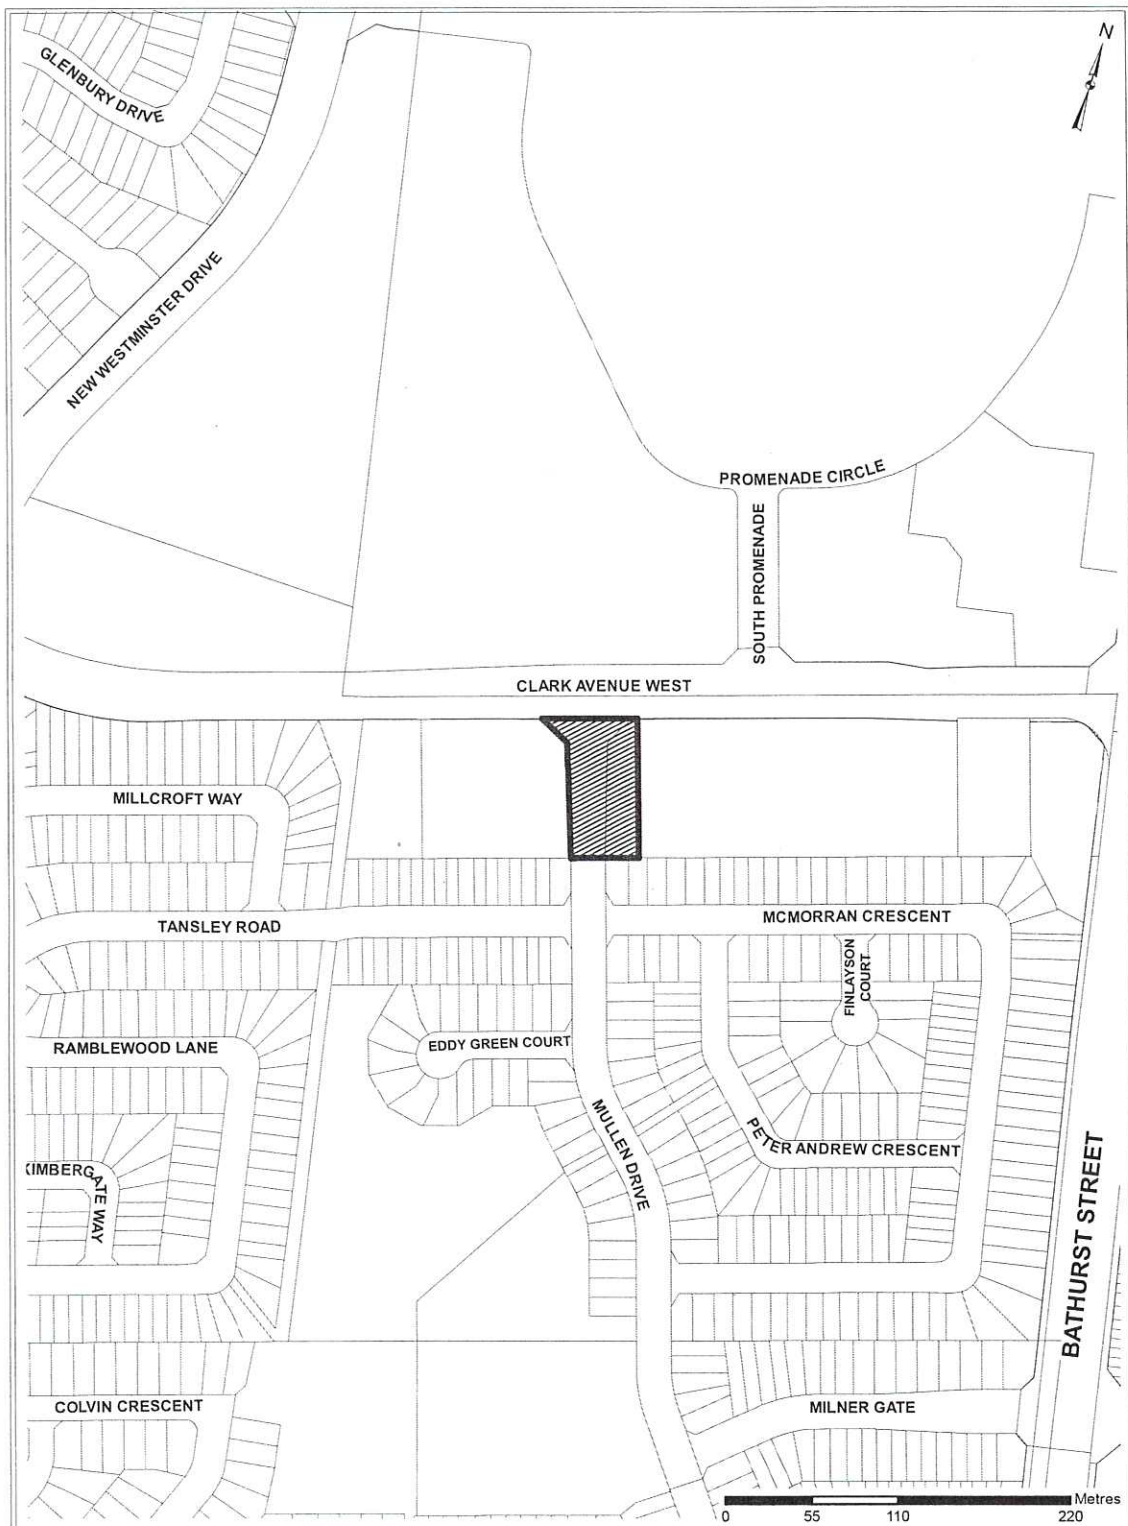 N
GLENBURY DRIVE
NEW WESTMINSTER DRIVE
PROMENADE CIRCLE
SOUTH PROMENADE
CLARK AVENUE WEST
MILLCROFT WAY
TANSLEY ROAD
MCMORRAN CRESCENT
FINLAYSON
COURT
RAMBLEWOOD LANE
EDDY GREEN COURT
MULLEN DRIVE
PETER ANDREW CRESCENT
KIMBERGATE WAY
BATHURST STREET
COLVIN CRESCENT
MILNER GATE
Metres
0 55 110 220